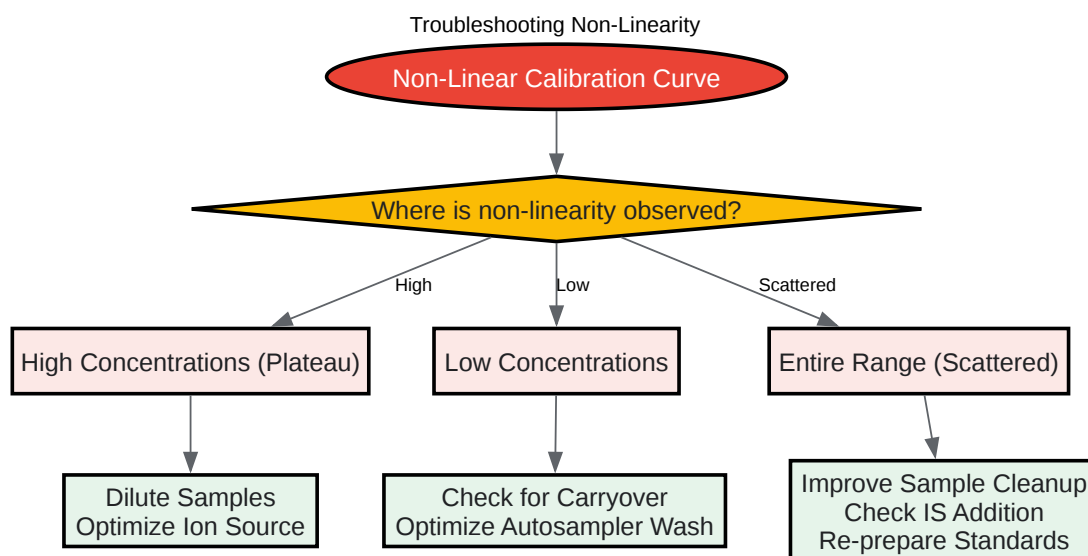 Troubleshooting Non-Linearity
Non-Linear Calibration Curve
Where is non-linearity observed?
High
Low
Scattered
High Concentrations (Plateau)
Low Concentrations
Entire Range (Scattered)
Dilute Samples
Optimize Ion Source
Check for Carryover
Optimize Autosampler Wash
Improve Sample Cleanup
Check IS Addition
Re-prepare Standards